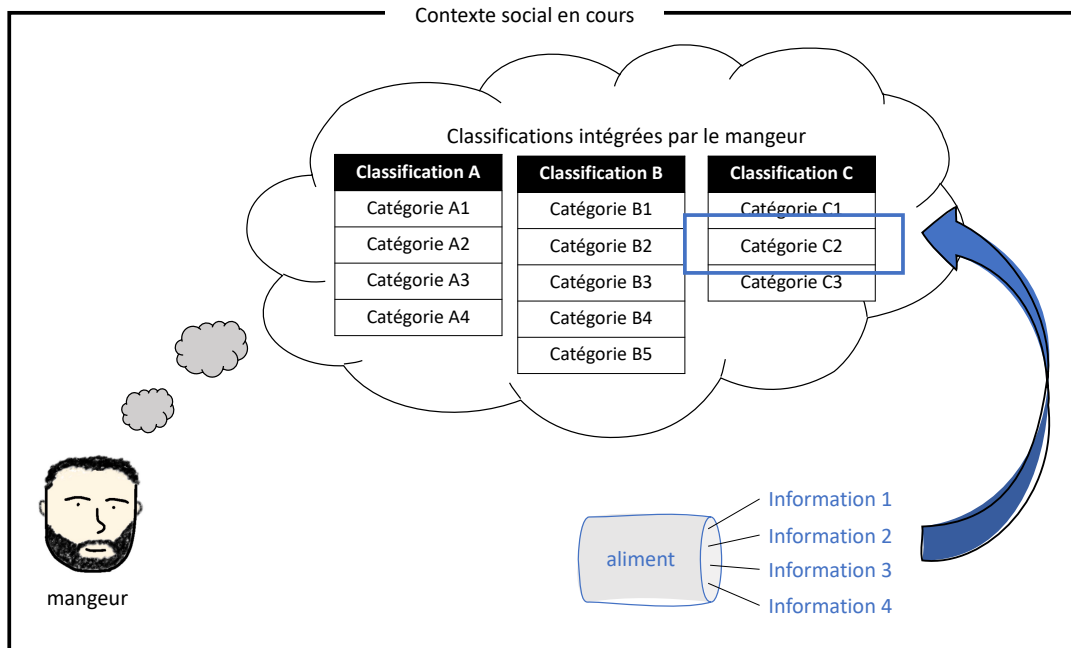 Contexte social en cours
Classifications intégrées par le mangeur
Classification A
Catégorie A1
Catégorie A2
Catégorie A3
Catégorie A4
Classification B
Catégorie B1
Catégorie B2
Catégorie B3
Catégorie B4
Catégorie B5
Classification C
Catégorie C1
Catégorie C2
Catégorie C3
mangeur
aliment
Information 1
Information 2
Information 3
Information 4